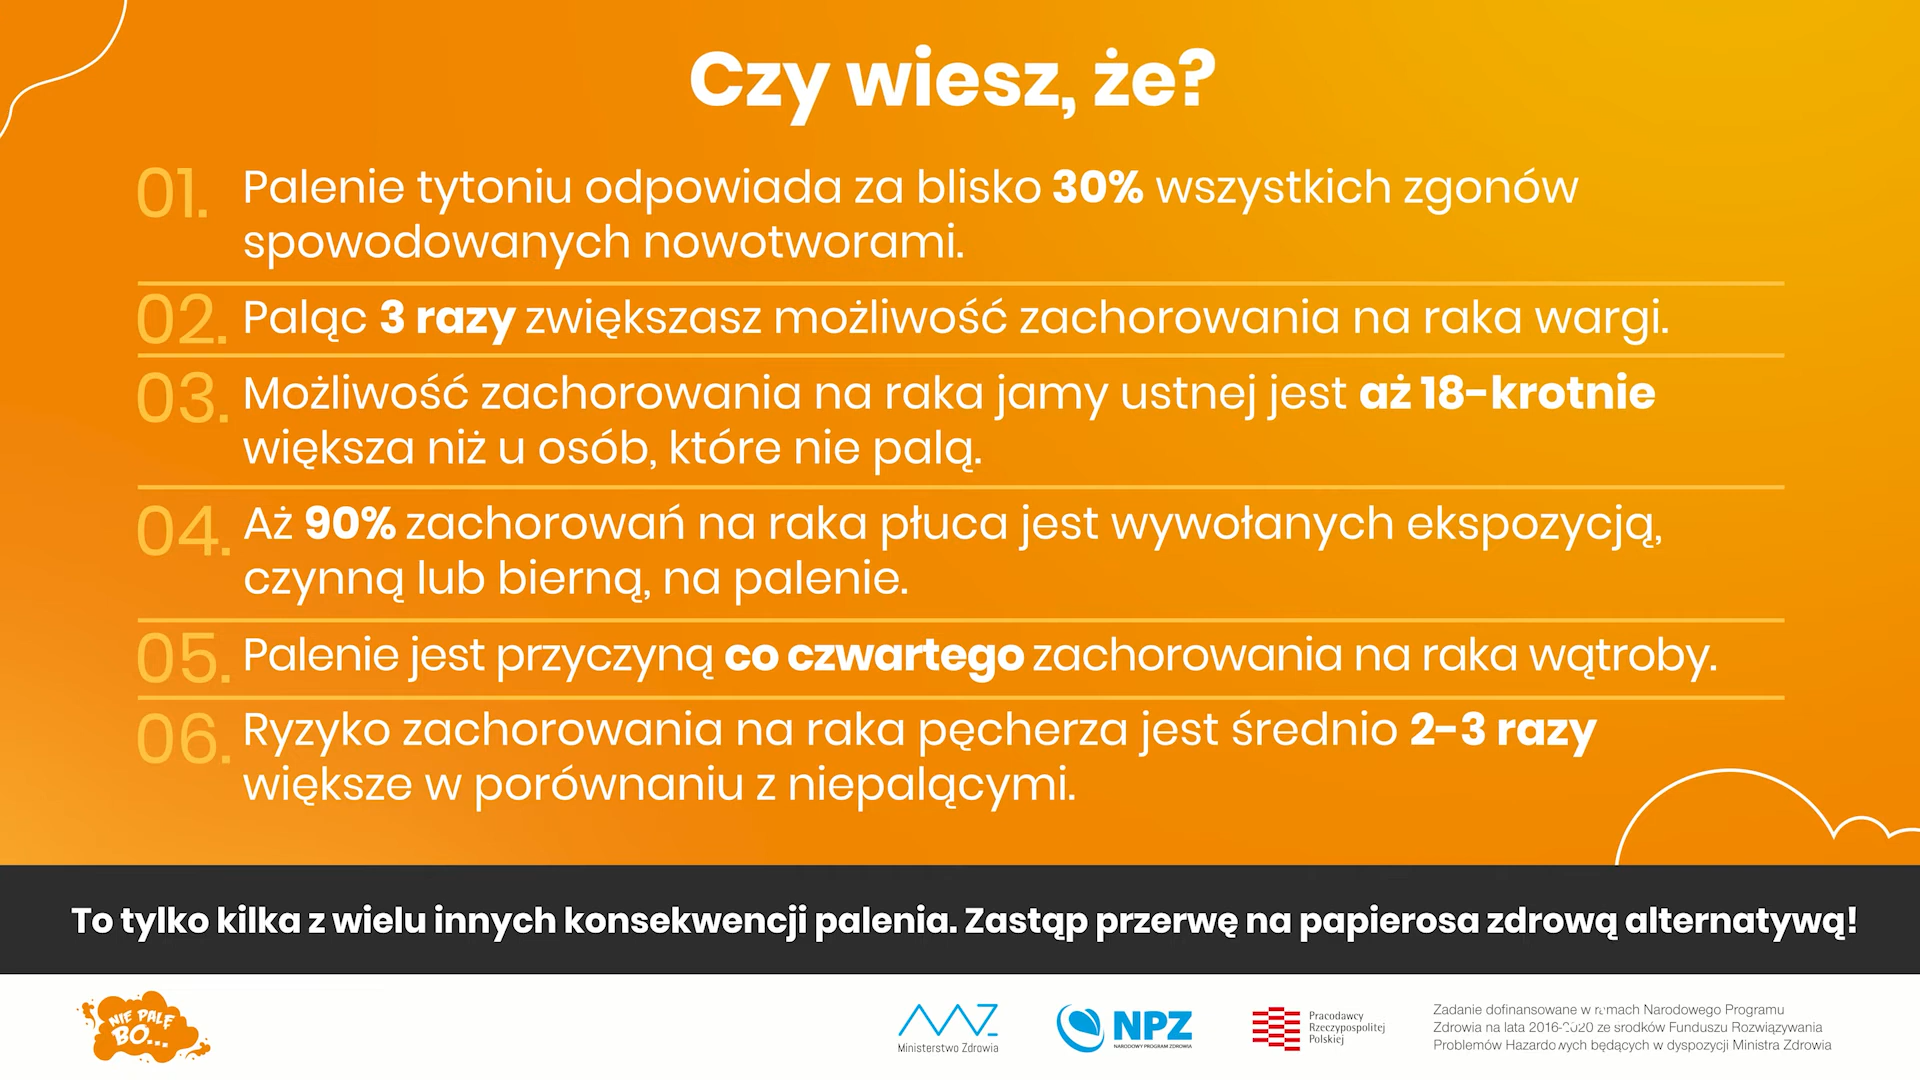 Czy wiesz, że?
01. Palenie tytoniu odpowiada za blisko 30% wszystkich zgonów
spowodowanych nowotworami.
02. Paląc 3 razy zwiększasz możliwość zachorowania na raka wargi.
03. Możliwość zachorowania na raka jamy ustnej jest aż 18-krotnie
większa niż u osób, które nie palą.
04. Aż 90% zachorowań na raka płuca jest wywołanych ekspozycją,
czynną lub bierną, na palenie.
05. Palenie jest przyczyną co czwartego zachorowania na raka wątroby.
06. Ryzyko zachorowania na raka pęcherza jest średnio 2-3 razy
większe w porównaniu z niepalącymi.
To tylko kilka z wielu innych konsekwencji palenia. Zastąp przerwę na papierosa zdrową alternatywą!
NIE PALĘ
BO...
Ministerstwo Zdrowia
NPZ
NARODOWY PROGRAM ZDROWIA
Pracodawcy
Rzeczypospolitej
Polskiej
Zadanie dofinansowane w ramach Narodowego Programu
Zdrowia na lata 2016-2020 ze srodków Funduszu Rozwiązywania
Problemów Hazardowych będących w dyspozycji Ministra Zdrowia